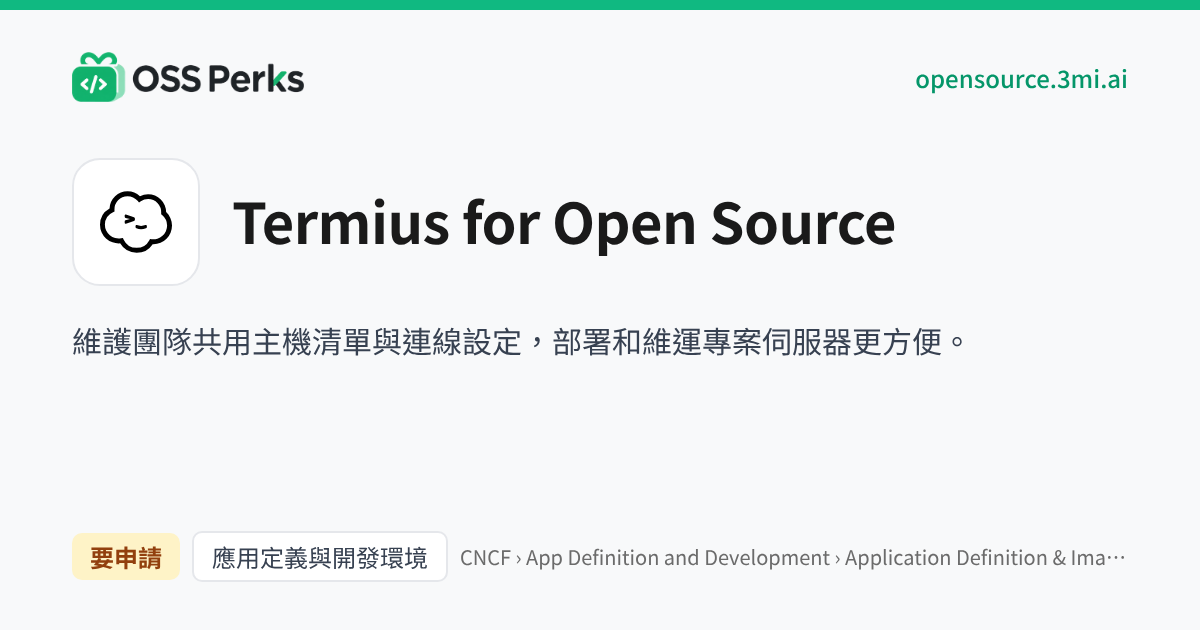 OSS Perks
opensource.3mi.ai
Termius for Open Source
維護團隊共用主機清單與連線設定，部署和維運專案伺服器更方便。
要申請
應用定義與開發環境
CNCF › App Definition and Development › Application Definition & Ima⋯